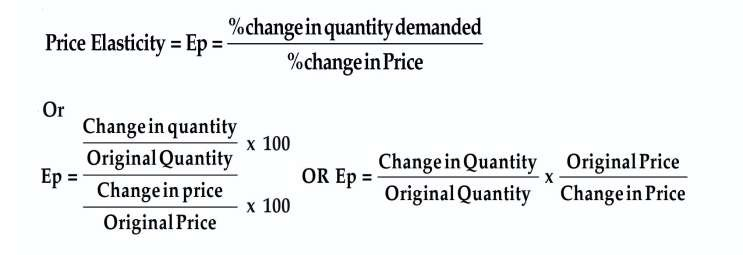 Price Elasticity = Ep = %change in quantity demanded
%change in Price
Or
Ep =
Change in quantity
Original Quantity
x 100
Change in price
Original Price
x 100
OR Ep =
Change in Quantity
Original Quantity
x
Original Price
Change in Price